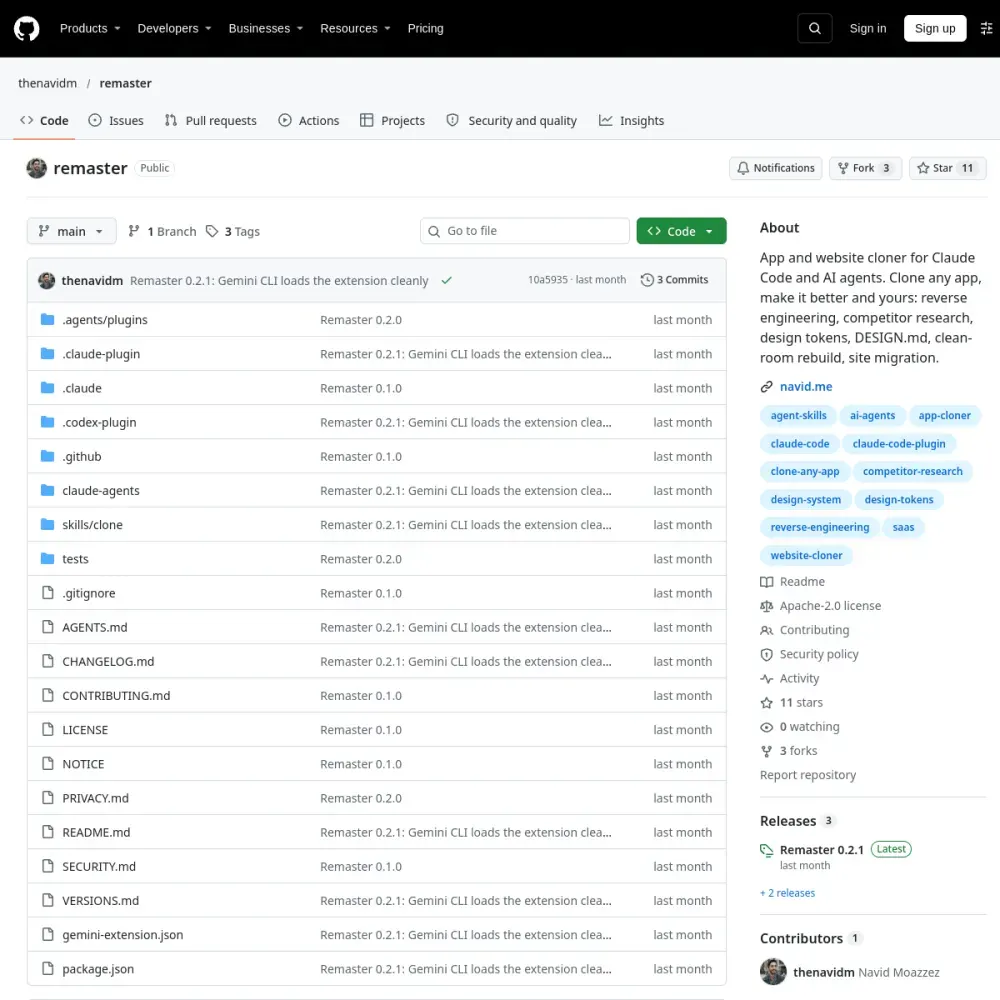 Products Developers Businesses Resources Pricing Sign in Sign up
thenavidm / remaster
Code Issues Pull requests Actions Projects Security and quality Insights
remaster Public Notifications Fork 3 Star 11
main 1 Branch 3 Tags Go to file Code
thenavidm Remaster 0.2.1: Gemini CLI loads the extension cleanly 10a5935 · last month 3 Commits
.agents/plugins Remaster 0.2.0 last month
.claude-plugin Remaster 0.2.1: Gemini CLI loads the extension clea... last month
.claude Remaster 0.1.0 last month
.codex-plugin Remaster 0.2.1: Gemini CLI loads the extension clea... last month
.github Remaster 0.1.0 last month
claude-agents Remaster 0.2.1: Gemini CLI loads the extension clea... last month
skills/clone Remaster 0.2.1: Gemini CLI loads the extension clea... last month
tests Remaster 0.2.0 last month
.gitignore Remaster 0.1.0 last month
AGENTS.md Remaster 0.2.1: Gemini CLI loads the extension clea... last month
CHANGELOG.md Remaster 0.2.1: Gemini CLI loads the extension clea... last month
CONTRIBUTING.md Remaster 0.1.0 last month
LICENSE Remaster 0.1.0 last month
NOTICE Remaster 0.1.0 last month
PRIVACY.md Remaster 0.2.0 last month
README.md Remaster 0.2.1: Gemini CLI loads the extension clea... last month
SECURITY.md Remaster 0.1.0 last month
VERSIONS.md Remaster 0.2.1: Gemini CLI loads the extension clea... last month
gemini-extension.json Remaster 0.2.1: Gemini CLI loads the extension clea... last month
package.json Remaster 0.2.1: Gemini CLI loads the extension clea... last month
About
App and website cloner for Claude
Code and AI agents. Clone any app,
make it better and yours: reverse
engineering, competitor research,
design tokens, DESIGN.md, clean-
room rebuild, site migration.
navid.me
agent-skills ai-agents app-cloner
claude-code claude-code-plugin
clone-any-app competitor-research
design-system design-tokens
reverse-engineering saas
website-cloner
Readme
Apache-2.0 license
Contributing
Security policy
Activity
11 stars
0 watching
3 forks
Report repository
Releases 3
Remaster 0.2.1 Latest
last month
+ 2 releases
Contributors 1
thenavidm Navid Moazzez